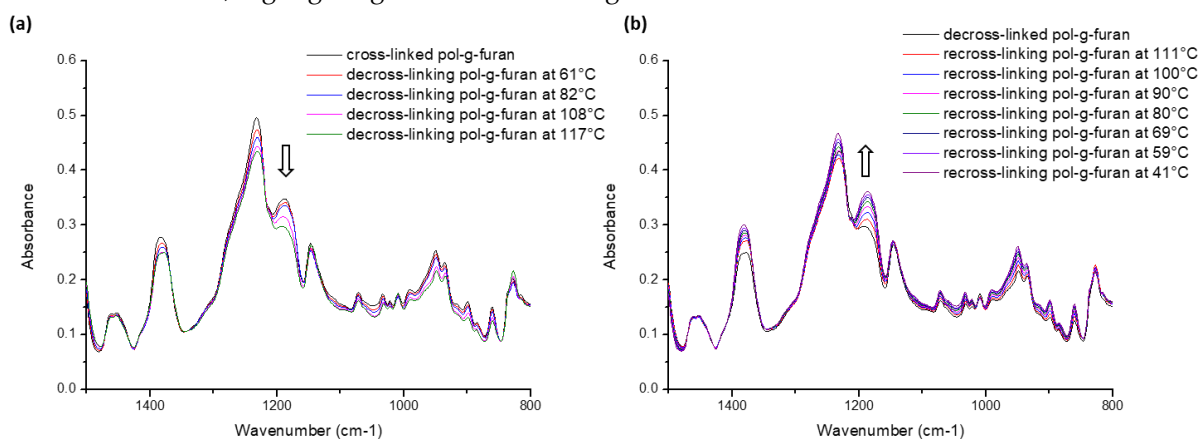 (a)
cross-linked pol-g-furan
decross-linking pol-g-furan at 61°C
decross-linking pol-g-furan at 82°C
decross-linking pol-g-furan at 108°C
decross-linking pol-g-furan at 117°C
0.6
0.5
0.4
0.3
0.2
0.1
0.0
Absorbance
1400
1200
1000
800
Wavenumber (cm-1)
(b)
decross-linked pol-g-furan
recross-linking pol-g-furan at 111°C
recross-linking pol-g-furan at 100°C
recross-linking pol-g-furan at 90°C
recross-linking pol-g-furan at 80°C
recross-linking pol-g-furan at 69°C
recross-linking pol-g-furan at 59°C
recross-linking pol-g-furan at 41°C
0.6
0.5
0.4
0.3
0.2
0.1
0.0
Absorbance
1400
1200
1000
800
Wavenumber (cm-1)